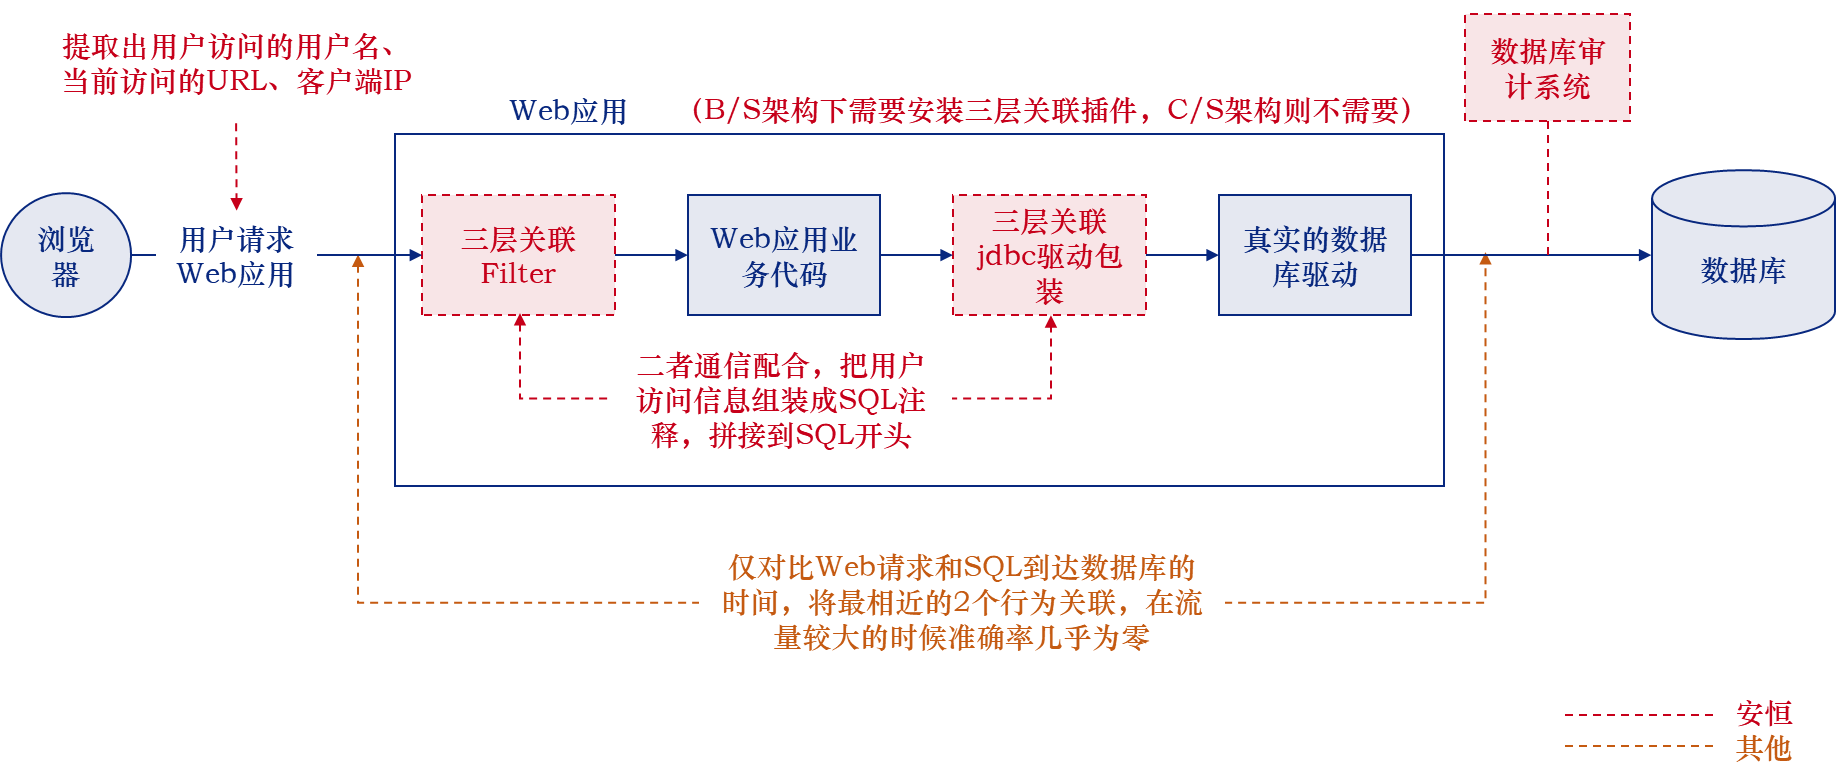 提取出用户访问的用户名、
当前访问的URL、客户端IP
Web应用
（B/S架构下需要安装三层关联插件，C/S架构则不需要）
数据库审
计系统
浏览
器
用户请求
Web应用
三层关联
Filter
Web应用业
务代码
三层关联
jdbc驱动包
装
真实的数据
库驱动
数据库
二者通信配合，把用户
访问信息组装成SQL注
释，拼接到SQL开头
仅对比Web请求和SQL到达数据库的
时间，将最相近的2个行为关联，在流
量较大的时候准确率几乎为零
安恒
其他